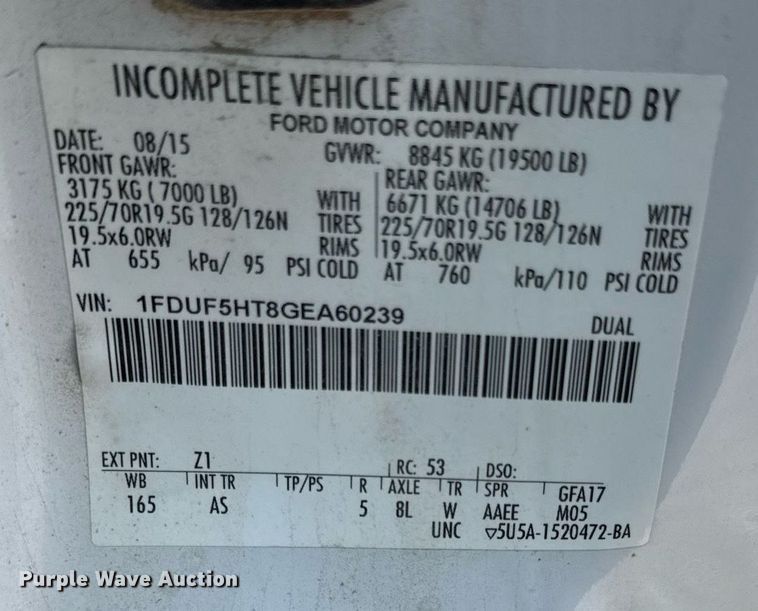 INCOMPLETE VEHICLE MANUFACTURED BY
FORD MOTOR COMPANY
DATE: 08/15 GVWR: 8845 KG (19500 LB)
FRONT GAWR: REAR GAWR:
3175 KG (7000 LB) WITH 6671 KG (14706 LB) WITH
225/70R19.5G 128/126N TIRES 225/70R19.5G 128/126N TIRES
19.5x6.0RW RIMS 19.5x6.0RW RIMS
AT 655 kPa/ 95 PSI COLD AT 760 kPa/110 PSI COLD
VIN: 1FDUF5HT8GEA60239 DUAL
EXT PNT: Z1 RC: 53 DSO:
WB INT TR TP/PS R AXLE TR SPR GFA17
165 AS 5 8L W AAEE M05
UNC ▽5U5A-1520472-BA
Purple Wave Auction